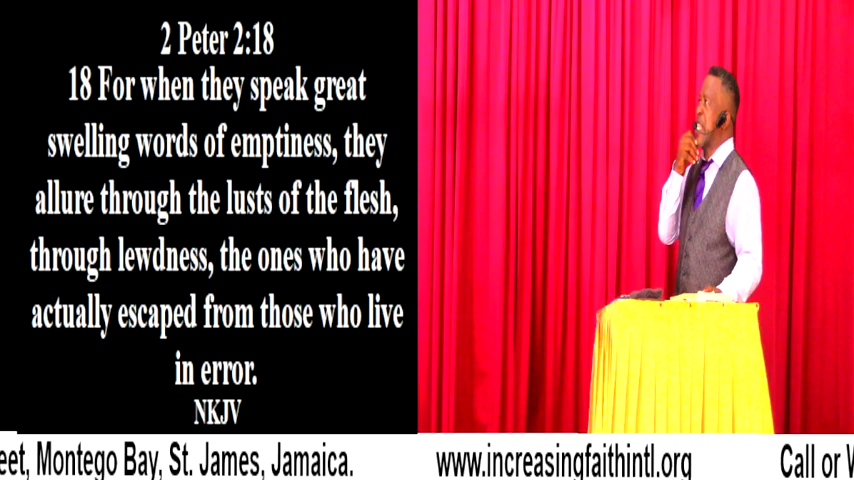 2 Peter 2:18
18 For when they speak great
swelling words of emptiness, they
allure through the lusts of the flesh,
through lewdness, the ones who have
actually escaped from those who live
in error.
NKJV
eet, Montego Bay, St. James, Jamaica. www.increasingfaithintl.org Call or W